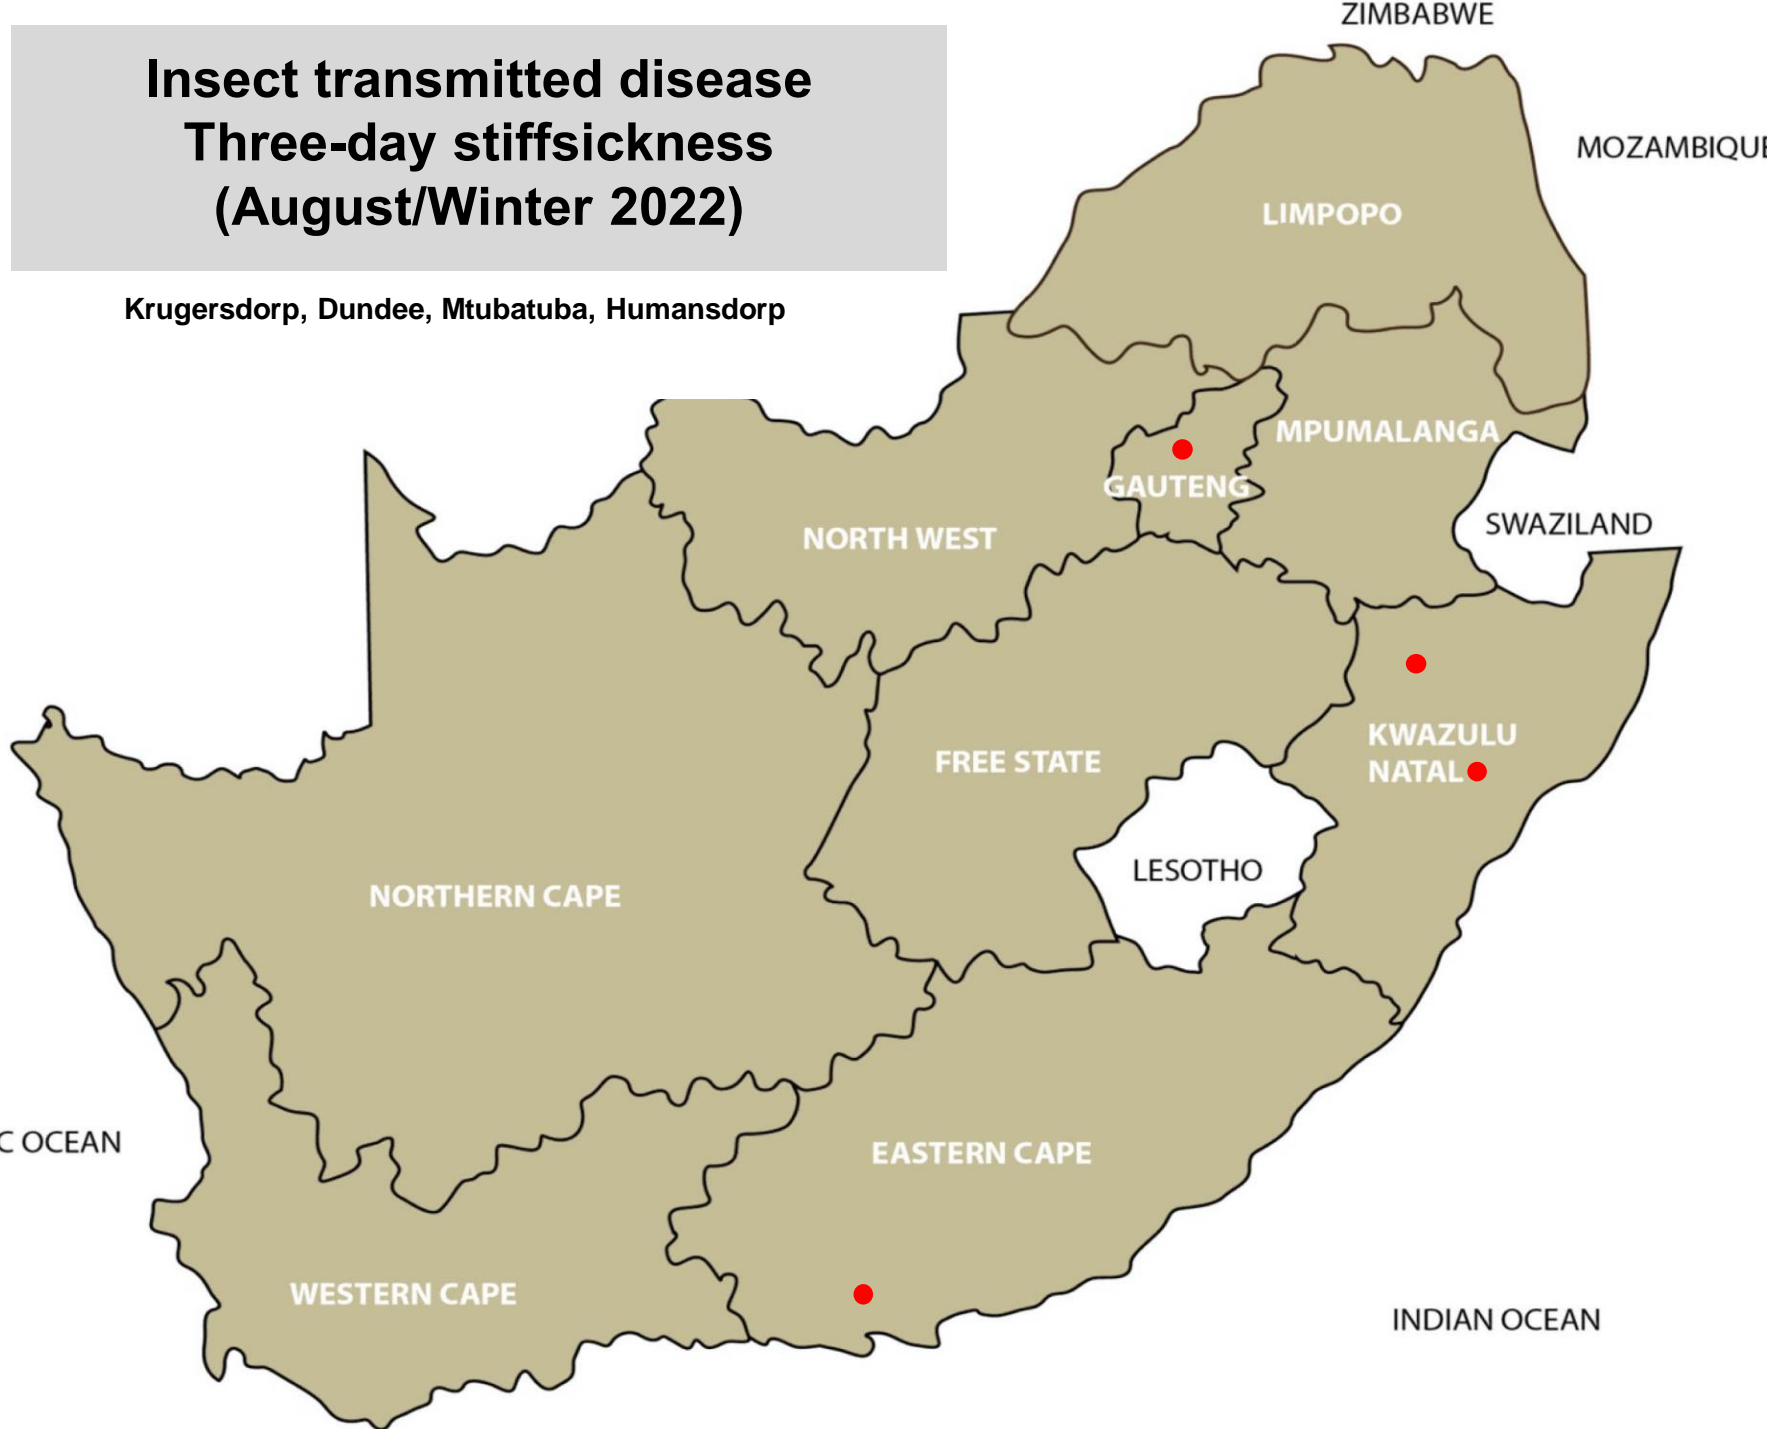 ZIMBABWE
Insect transmitted disease
Three-day stiffsickness
(August/Winter 2022)
MOZAMBIQUE
LIMPOPO
Krugersdorp, Dundee, Mtubatuba, Humansdorp
MPUMALANGA
GAUTENG
SWAZILAND
NORTH WEST
KWAZULU
NATAL
FREE STATE
LESOTHO
NORTHERN CAPE
C OCEAN
EASTERN CAPE
WESTERN CAPE
INDIAN OCEAN